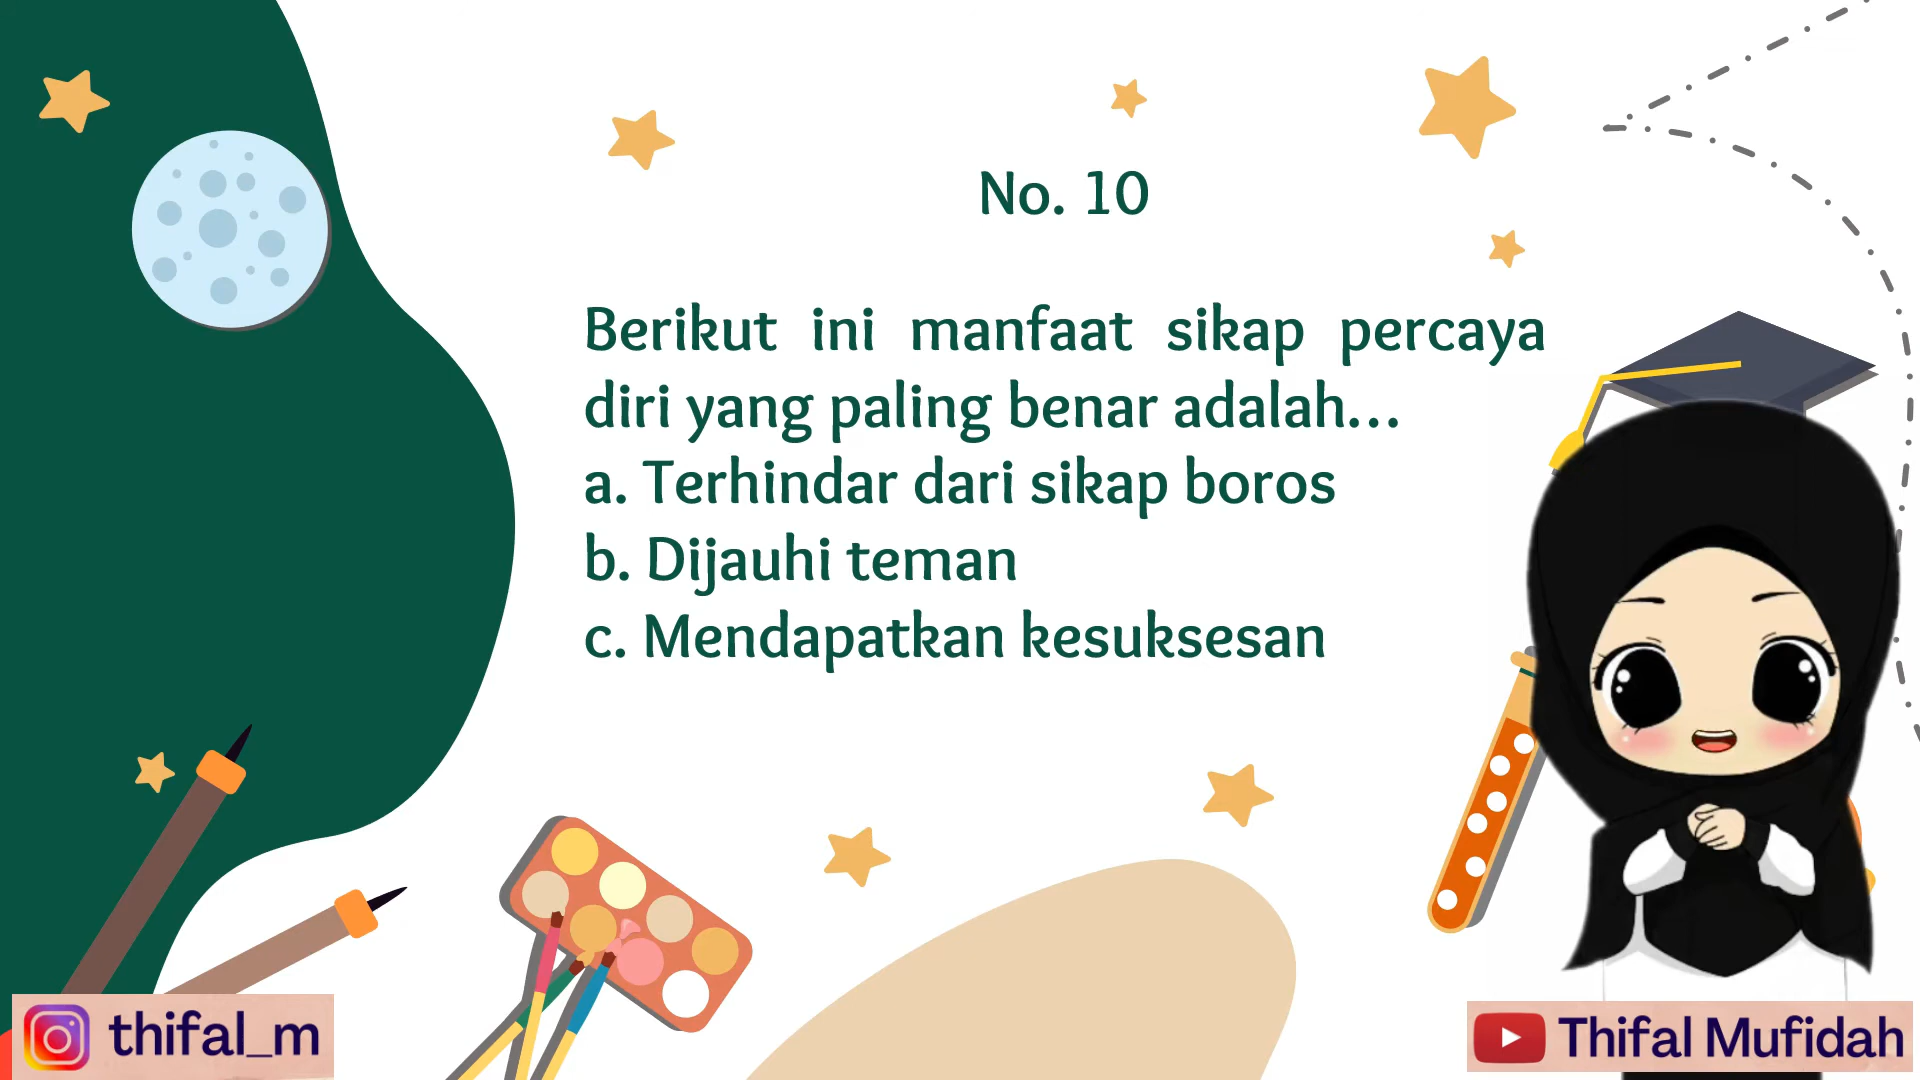 No. 10
Berikut ini manfaat sikap percaya
diri yang paling benar adalah...
a. Terhindar dari sikap boros
b. Dijauhi teman
c. Mendapatkan kesuksesan
thifal_m
Thifal Mufidah